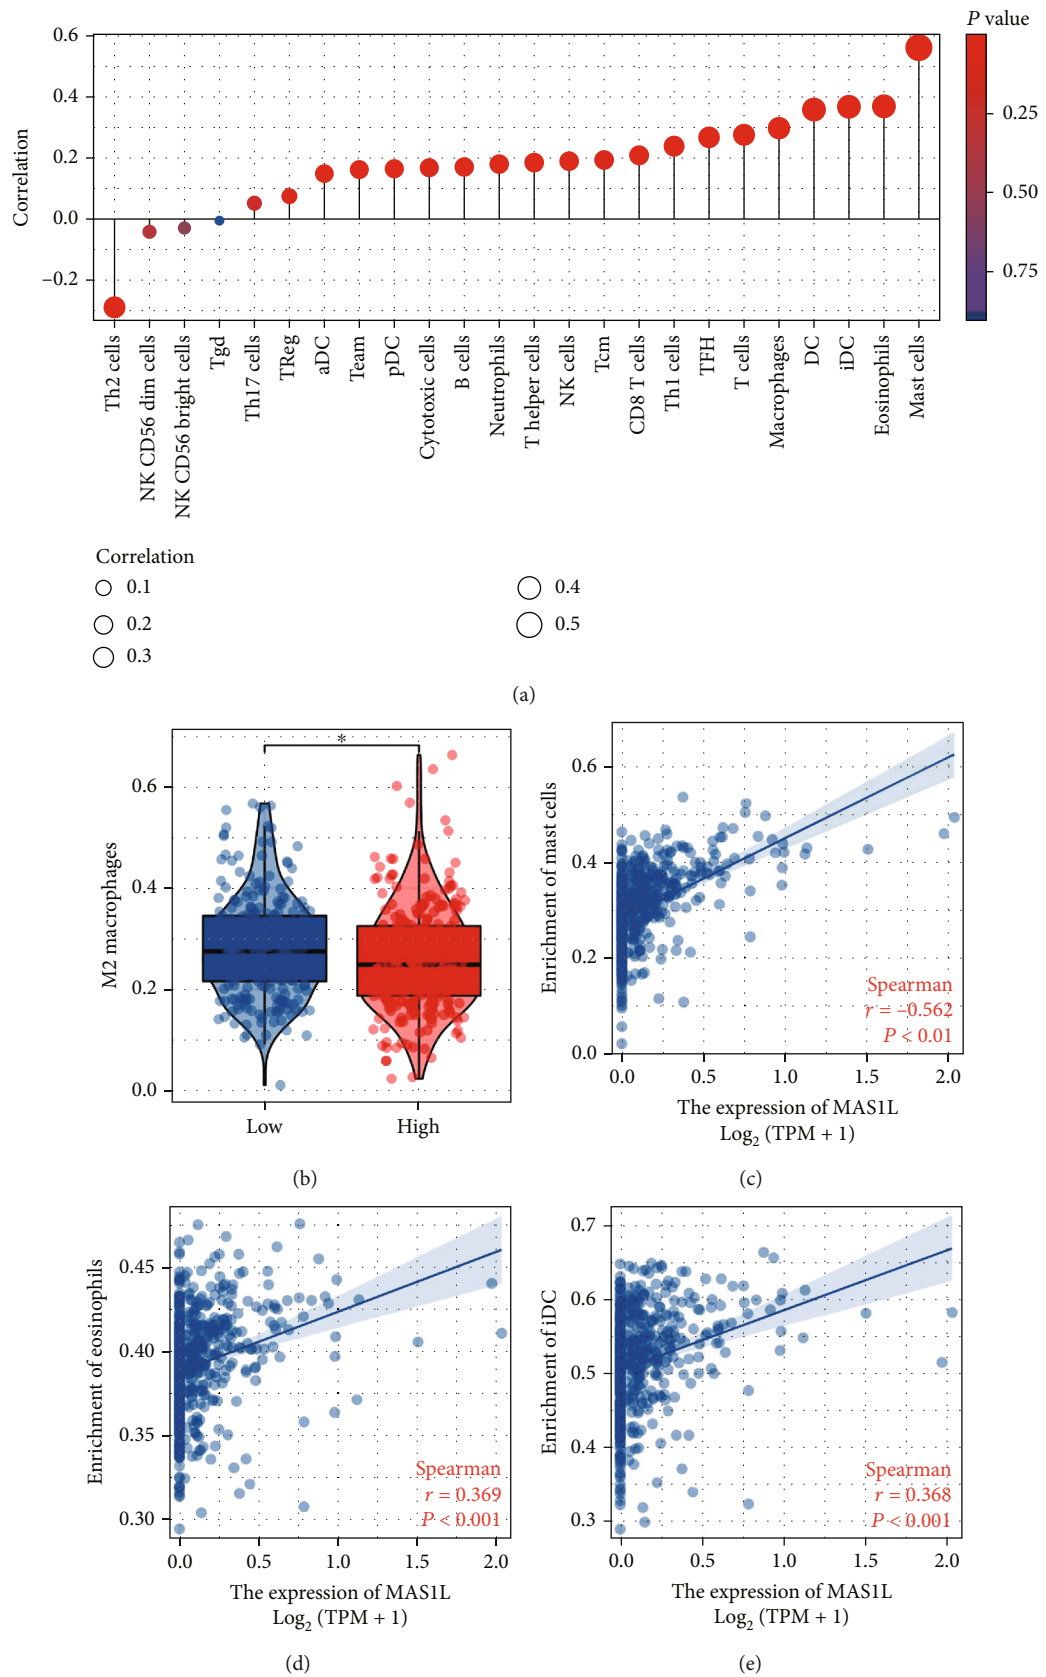 P value
0.6
0.4
0.2
0.0
–0.2
Correlation
0.25
0.50
0.75
Th2 cells
NK CD56 dim cells
NK CD56 bright cells
Tgd
Th17 cells
TReg
aDC
Team
pDC
Cytotoxic cells
B cells
Neutrophils
T helper cells
NK cells
Tcm
CD8 T cells
Th1 cells
TFH
T cells
Macrophages
DC
iDC
Eosinophils
Mast cells
Correlation
0.1
0.2
0.3
0.4
0.5
(a)
M2 macrophages
0.6
0.4
0.2
0.0
*
Low
High
(b)
Enrichment of mast cells
0.6
0.4
0.2
0.0
Spearman
r = –0.562
P < 0.01
0.0 0.5 1.0 1.5 2.0
The expression of MAS1L
Log2 (TPM + 1)
(c)
Enrichment of eosinophils
0.45
0.40
0.35
0.30
Spearman
r = 0.369
P < 0.001
0.0 0.5 1.0 1.5 2.0
The expression of MAS1L
Log2 (TPM + 1)
(d)
Enrichment of iDC
0.7
0.6
0.5
0.4
0.3
Spearman
r = 0.368
P < 0.001
0.0 0.5 1.0 1.5 2.0
The expression of MAS1L
Log2 (TPM + 1)
(e)